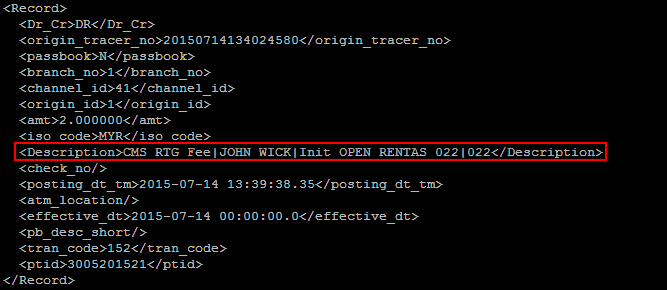 <Record>
<Dr_Cr>DR</Dr_Cr>
<origin_tracer_no>20150714134024580</origin_tracer_no>
<passbook>N</passbook>
<branch_no>1</branch_no>
<channel_id>41</channel_id>
<origin_id>1</origin_id>
<amt>2.000000</amt>
<iso_code>MYR</iso_code>
<Description>CMS RTG Fee|JOHN WICK|Init OPEN RENTAS 022|022</Description>
<check_no/>
<posting_dt_tm>2015-07-14 13:39:38.35</posting_dt_tm>
<atm_location/>
<effective_dt>2015-07-14 00:00:00.0</effective_dt>
<pb_desc_short/>
<tran_code>152</tran_code>
<ptid>3005201521</ptid>
</Record>